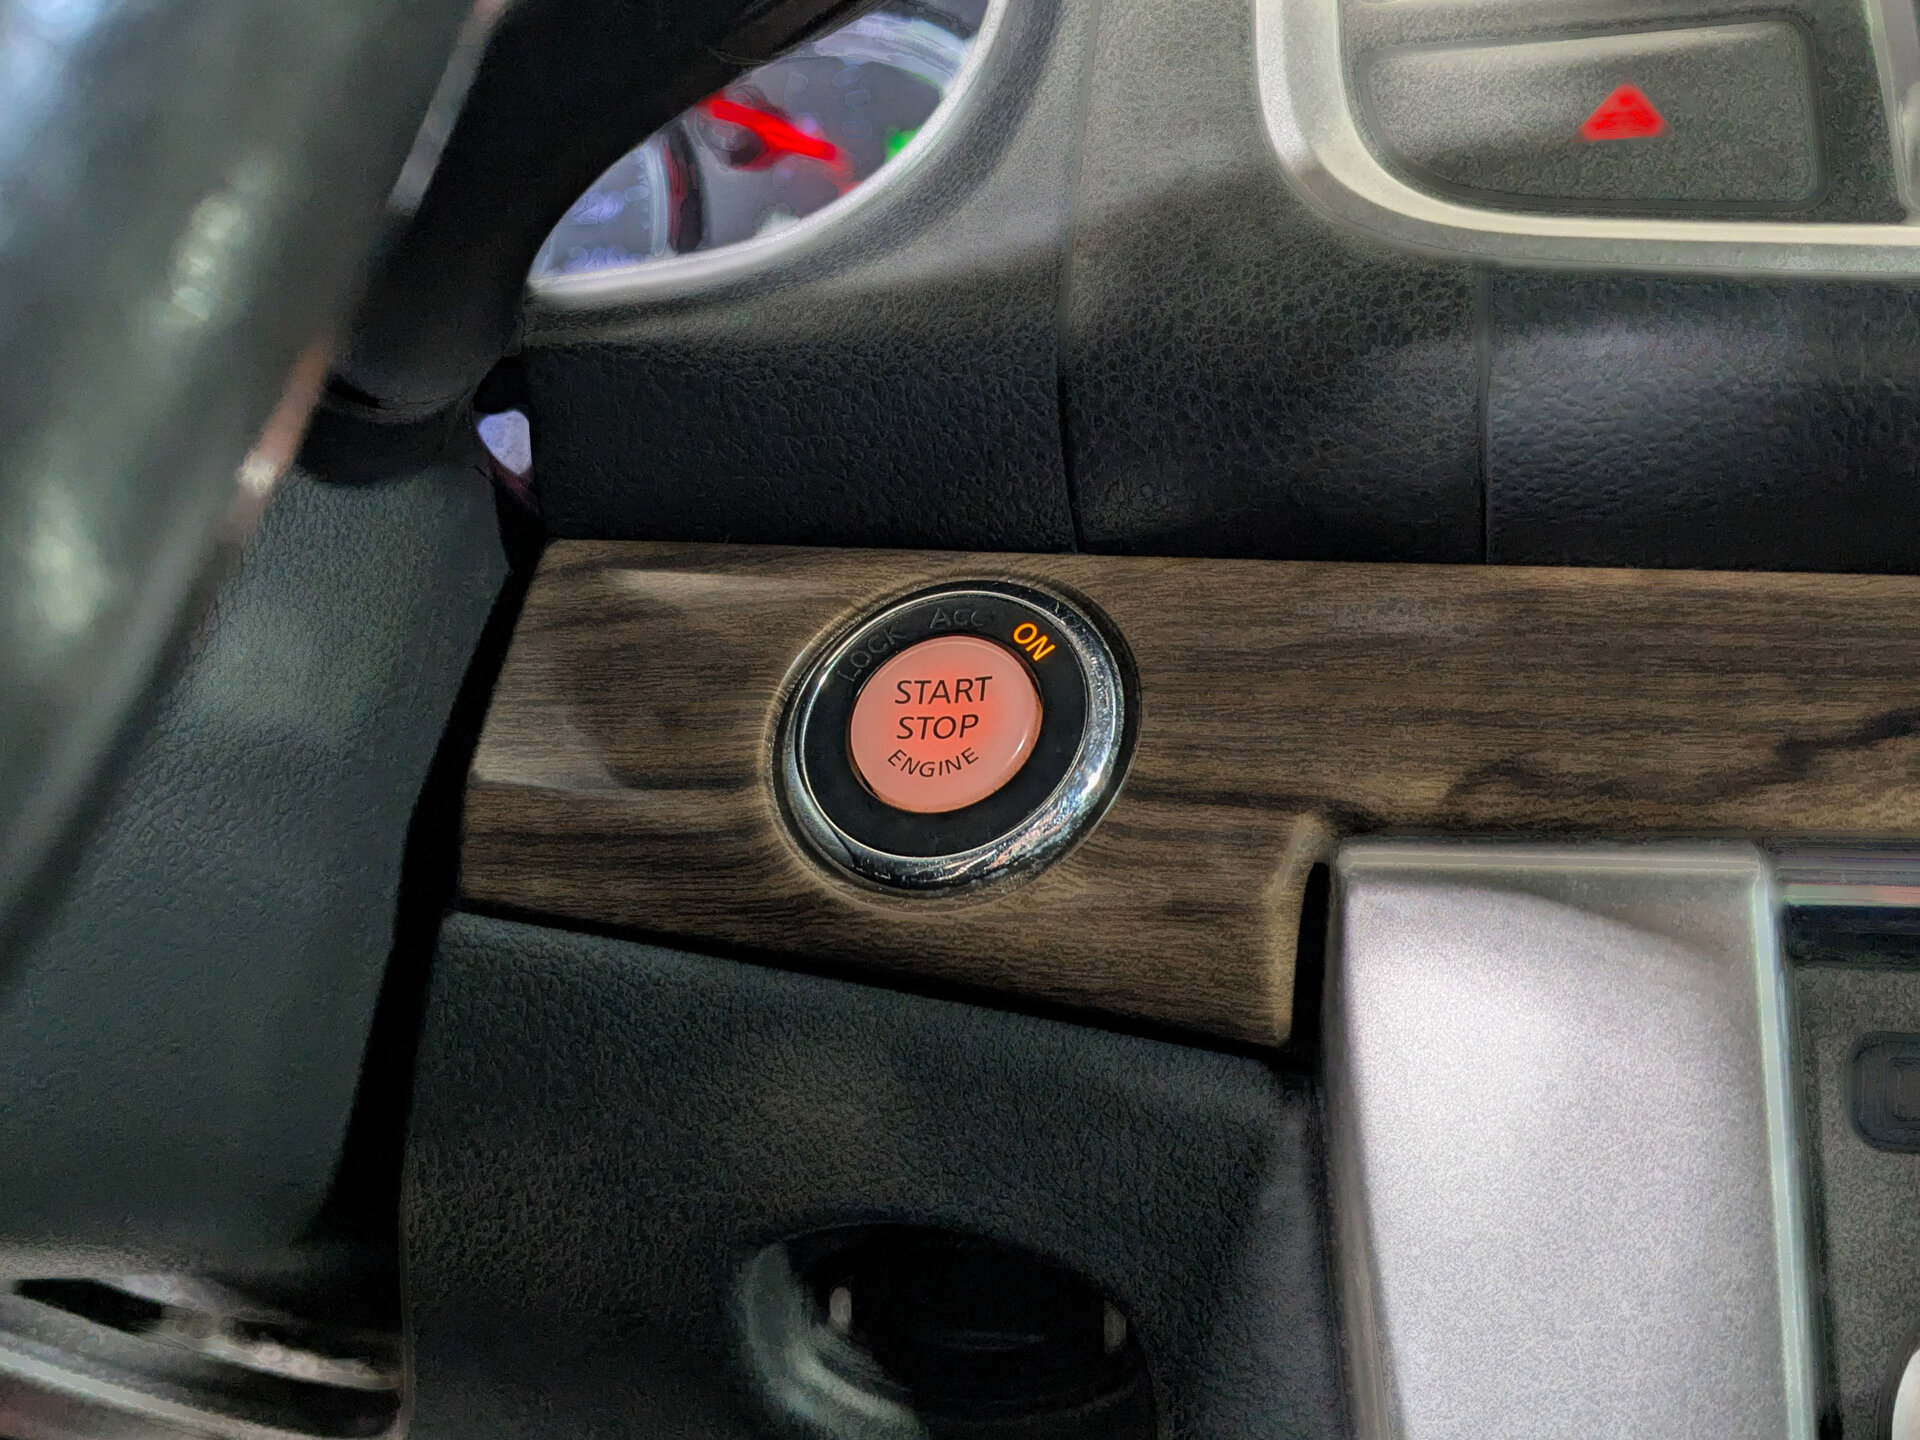 LOCK ACC ON
START
STOP
ENGINE